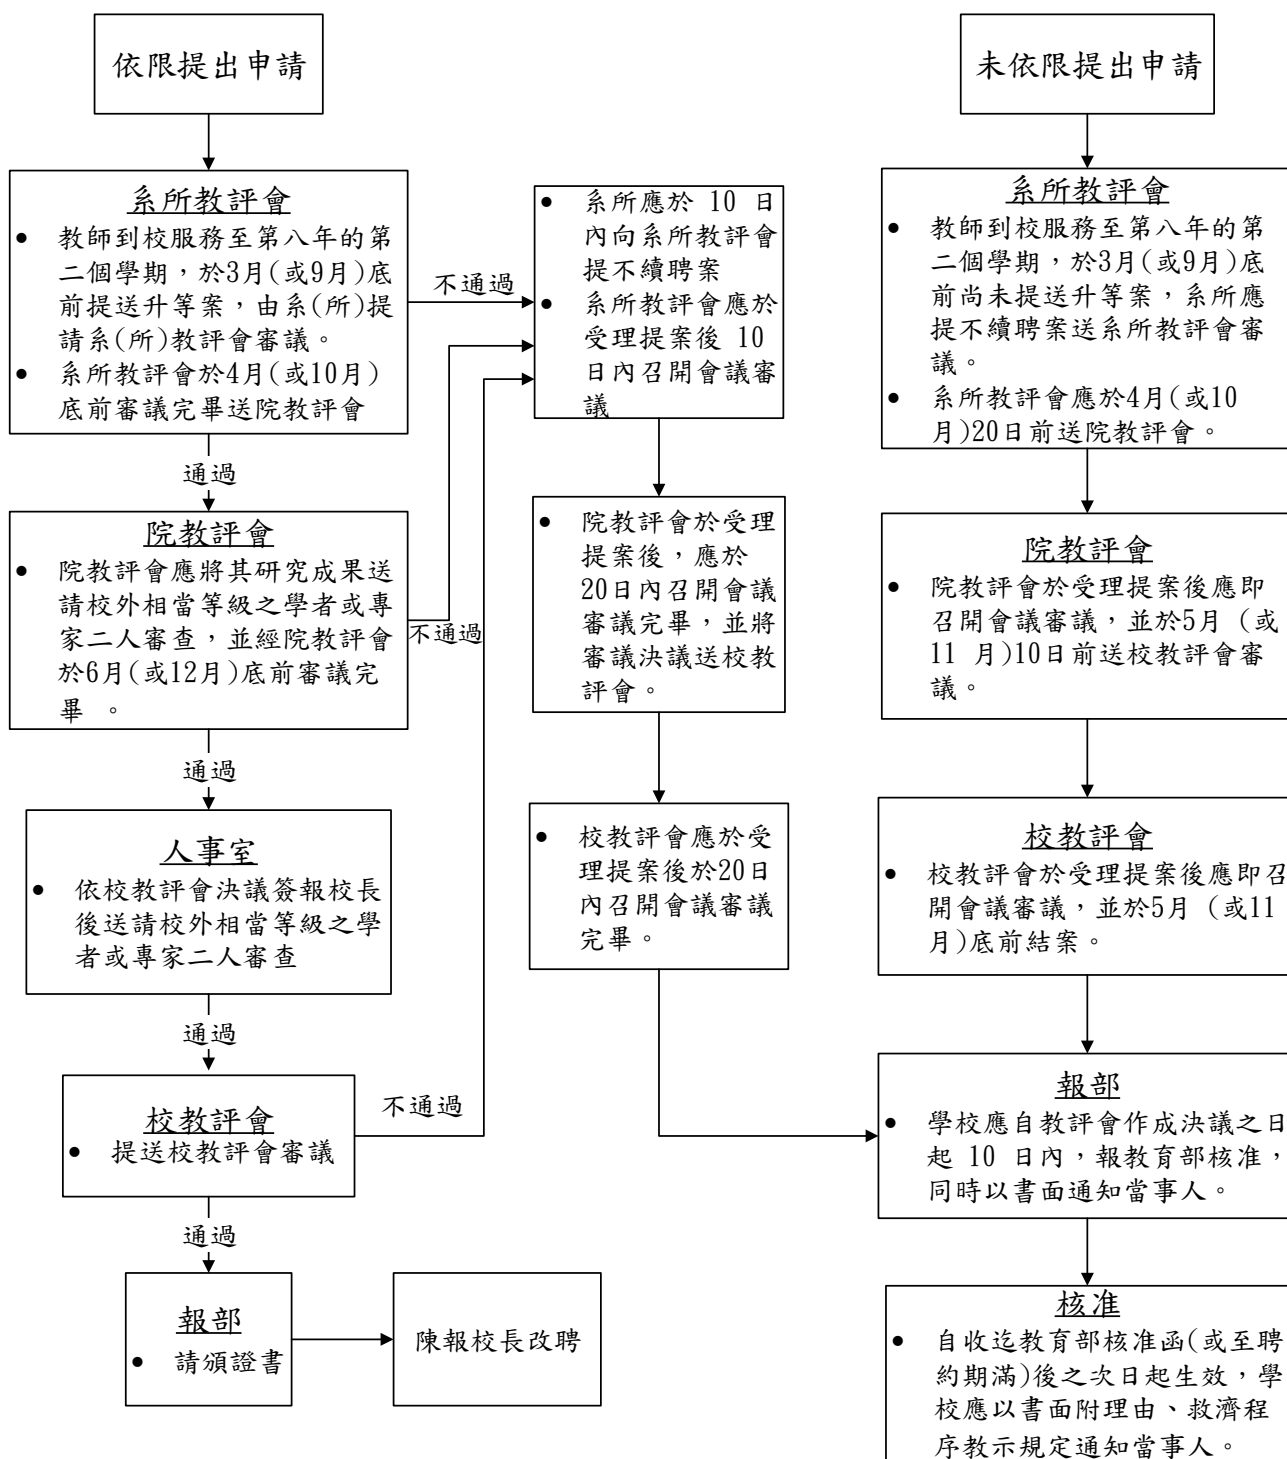 依限提出申請
系所教評會
● 教師到校服務至第八年的第
二個學期，於3月(或9月)底
前提送升等案，由系(所)提
請系(所)教評會審議。
● 系所教評會於4月(或10月)
底前審議完畢送院教評會
通過
不通過
院教評會
● 院教評會應將其研究成果送
請校外相當等級之學者或專
家二人審查，並經院教評會
於6月(或12月)底前審議完
畢 。
通過
不通過
人事室
● 依校教評會決議簽報校長
後送請校外相當等級之學
者或專家二人審查
通過
校教評會
● 提送校教評會審議
不通過
通過
報部
● 請頒證書
陳報校長改聘
● 系所應於 10 日
內向系所教評會
提不續聘案
● 系所教評會應於
受理提案後 10
日內召開會議審
議
● 院教評會於受理
提案後，應於
20日內召開會議
審議完畢，並將
審議決議送校教
評會。
● 校教評會應於受
理提案後於20日
內召開會議審議
完畢。
未依限提出申請
系所教評會
● 教師到校服務至第八年的第
二個學期，於3月(或9月)底
前尚未提送升等案，系所應
提不續聘案送系所教評會審
議。
● 系所教評會應於4月(或10
月)20日前送院教評會。
院教評會
● 院教評會於受理提案後應即
召開會議審議，並於5月 (或
11 月)10日前送校教評會審
議。
校教評會
● 校教評會於受理提案後應即召
開會議審議，並於5月 (或11
月)底前結案。
報部
● 學校應自教評會作成決議之日
起 10 日內，報教育部核准，
同時以書面通知當事人。
核准
● 自收迄教育部核准函(或至聘
約期滿)後之次日起生效，學
校應以書面附理由、救濟程
序教示規定通知當事人。